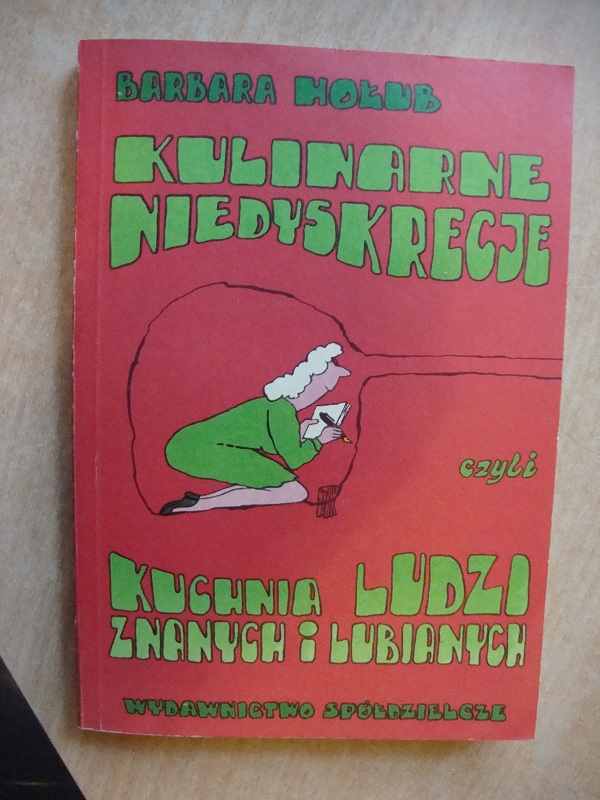 BARBARA HOŁUB
KULINARNE
NIEDYSKRECJE
czyli
KUCHNIA LUDZI
ZNANYCH i LUBIANYCH
WYDAWNICTWO SPÓŁDZIELCZE